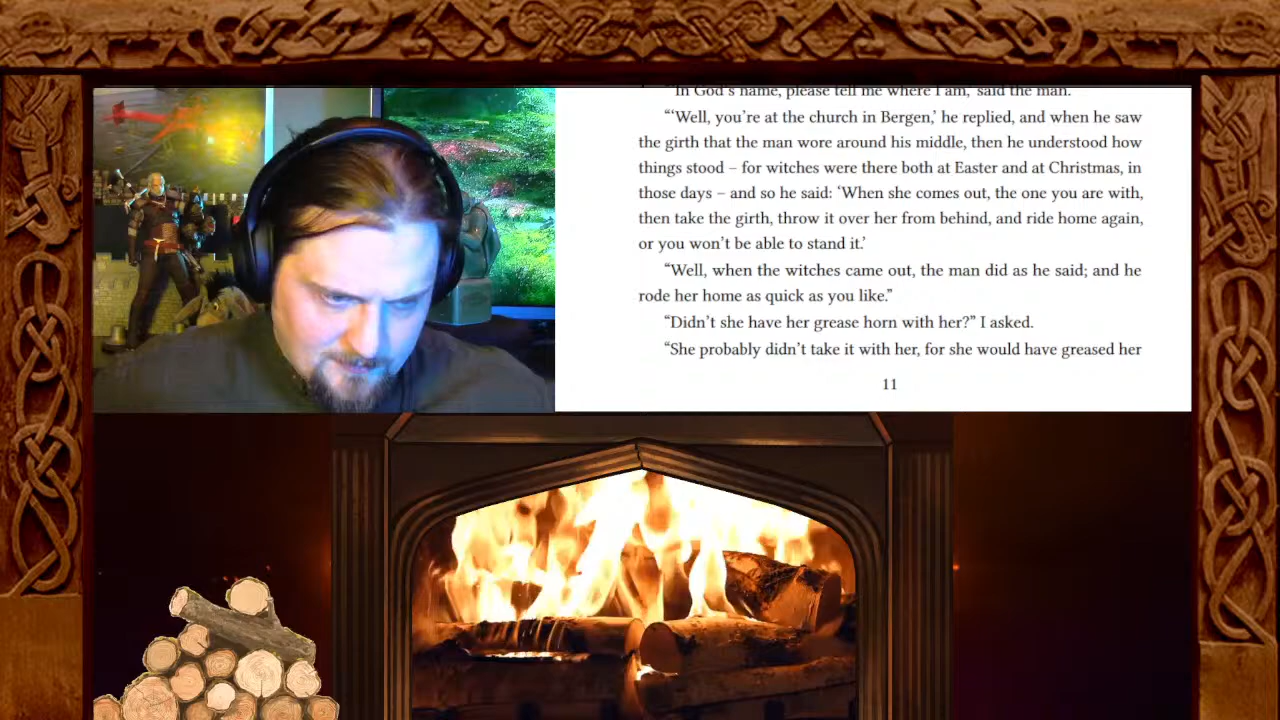 “In God’s name, please tell me where I am,’ said the man.
“‘Well, you’re at the church in Bergen,’ he replied, and when he saw
the girth that the man wore around his middle, then he understood how
things stood – for witches were there both at Easter and at Christmas, in
those days – and so he said: ‘When she comes out, the one you are with,
then take the girth, throw it over her from behind, and ride home again,
or you won’t be able to stand it.’
“Well, when the witches came out, the man did as he said; and he
rode her home as quick as you like.”
“Didn’t she have her grease horn with her?” I asked.
“She probably didn’t take it with her, for she would have greased her
11